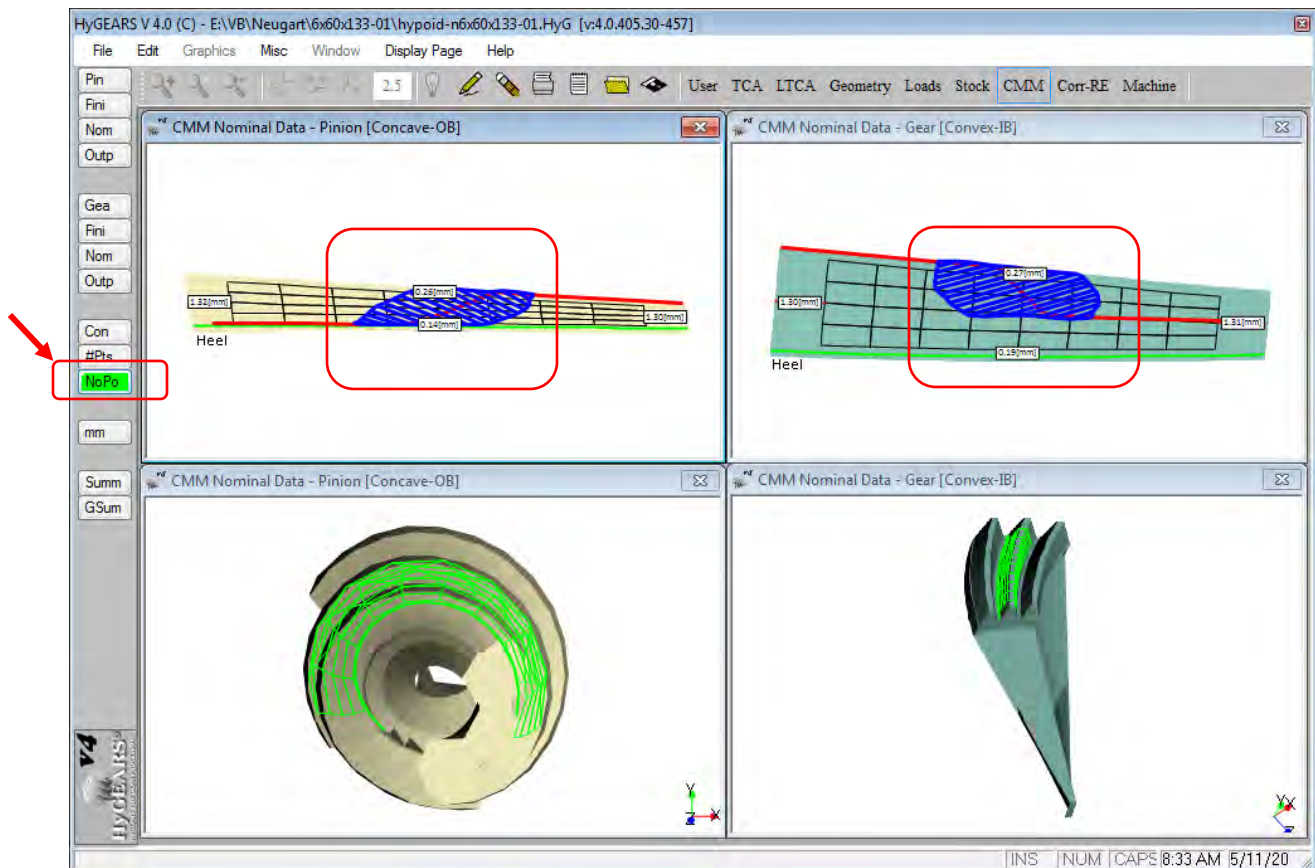 HyGEARS V 4.0 (C) - E:\VB\Neugart\6x60x133-01\hypoid-n6x60x133-01.HyG [v:4.0.405.30-457]
File Edit Graphics Misc Window Display Page Help
2.5 User TCA LTCA Geometry Loads Stock CMM Corr-RE Machine
Pin
Fini
Nom
Outp
Gea
Fini
Nom
Outp
Con
#Pts
NoPo
mm
Summ
GSum
v4
HyGEARS
CMM Nominal Data - Pinion [Concave-OB]
1.32[mm]
0.26[mm]
0.14[mm]
1.30[mm]
Heel
CMM Nominal Data - Gear [Convex-IB]
1.30[mm]
0.27[mm]
1.31[mm]
0.19[mm]
Heel
CMM Nominal Data - Pinion [Concave-OB]
Y
X
Z
CMM Nominal Data - Gear [Convex-IB]
Y
X
Z
INS NUM CAPS 8:33 AM 5/11/20